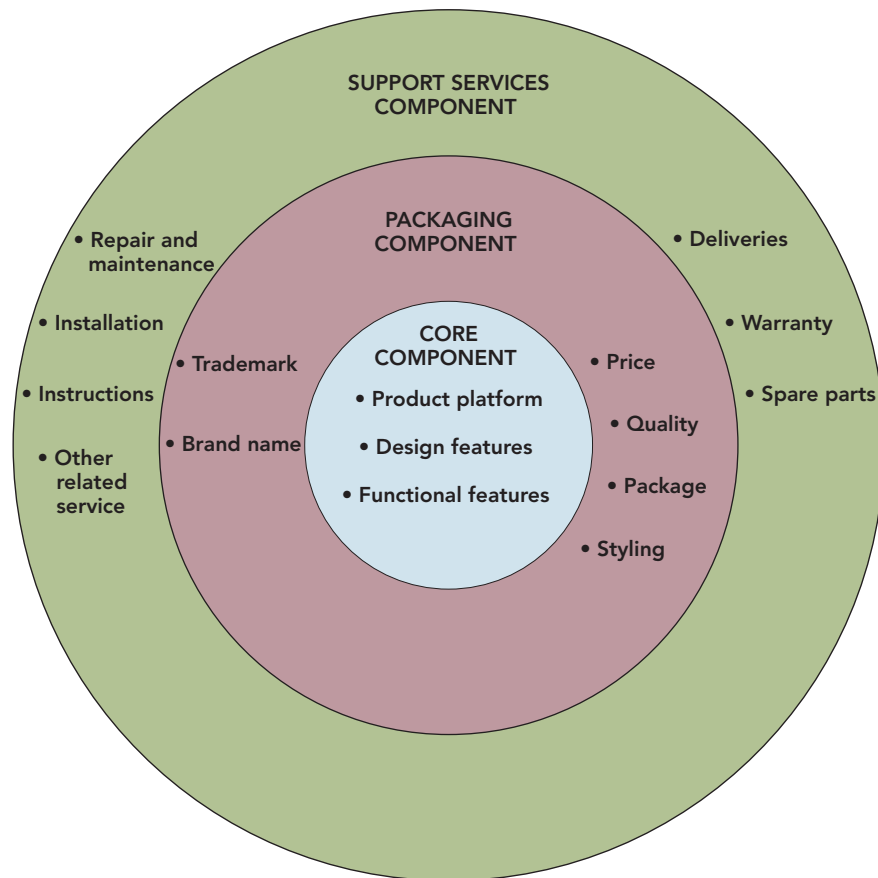 SUPPORT SERVICES
COMPONENT
PACKAGING
COMPONENT
CORE
COMPONENT
• Product platform
• Design features
• Functional features
• Trademark
• Brand name
• Price
• Quality
• Package
• Styling
• Repair and
maintenance
• Installation
• Instructions
• Other
related
service
• Deliveries
• Warranty
• Spare parts